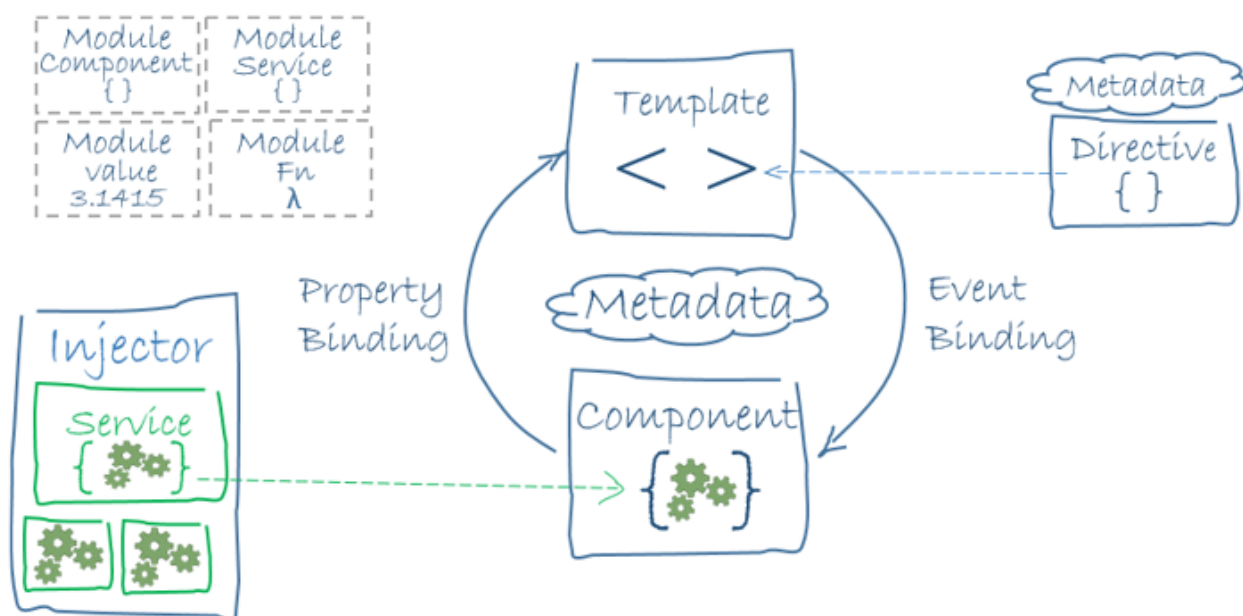 Module
Component
{ }
Module
Service
{ }
Module
value
3.1415
Module
Fn
λ
Template
< >
Metadata
Directive
{ }
Property
Binding
Metadata
Event
Binding
Injector
Service
{ }
Component
{ }